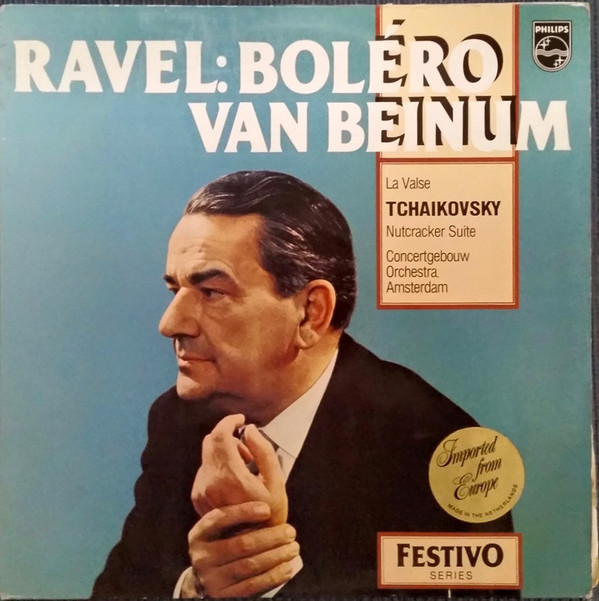 RAVEL: BOLÉRO
VAN BEINUM
PHILIPS
La Valse
TCHAIKOVSKY
Nutcracker Suite
Concertgebouw
Orchestra,
Amsterdam
Imported
from
Europe
MADE IN THE NETHERLANDS
FESTIVO
SERIES